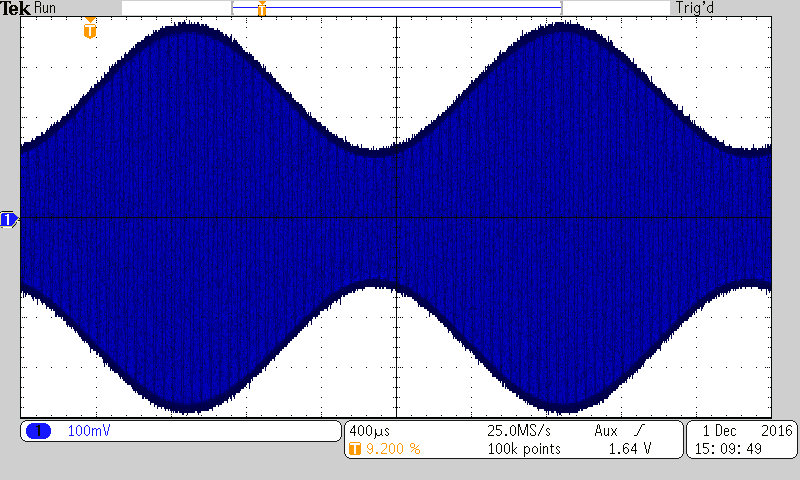 Tek Run Trig'd
T
T
1
1 100mV
400µs 25.0MS/s Aux
T 9.200 % 100k points 1.64 V
1 Dec 2016
15:09:49